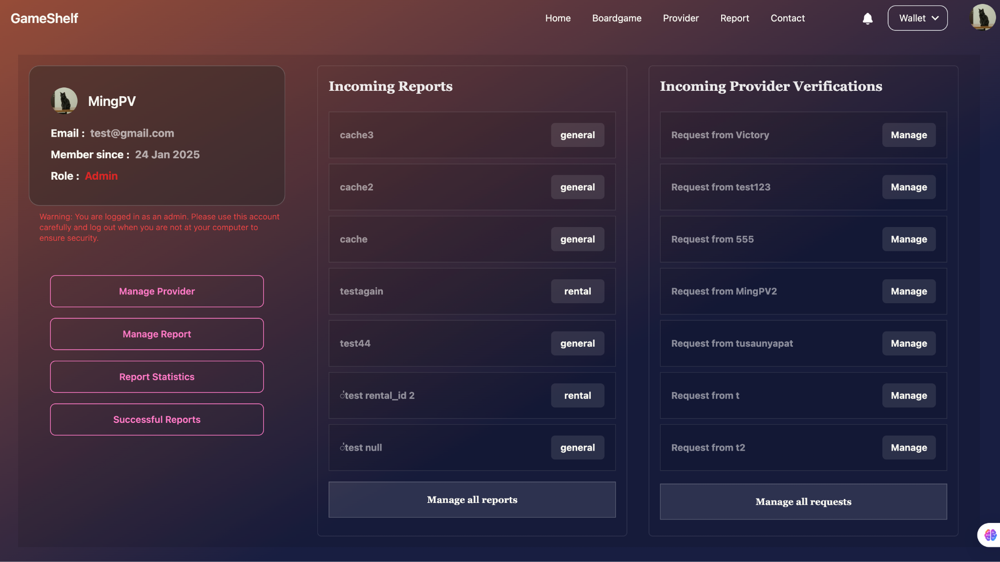 GameShelf
Home
Boardgame
Provider
Report
Contact
Wallet
MingPV
Email : test@gmail.com
Member since : 24 Jan 2025
Role : Admin
Warning: You are logged in as an admin. Please use this account
carefully and log out when you are not at your computer to
ensure security.
Manage Provider
Manage Report
Report Statistics
Successful Reports
Incoming Reports
cache3
general
cache2
general
cache
general
testagain
rental
test44
general
่test rental_id 2
rental
่test null
general
Manage all reports
Incoming Provider Verifications
Request from Victory
Manage
Request from test123
Manage
Request from 555
Manage
Request from MingPV2
Manage
Request from tusaunyapat
Manage
Request from t
Manage
Request from t2
Manage
Manage all requests